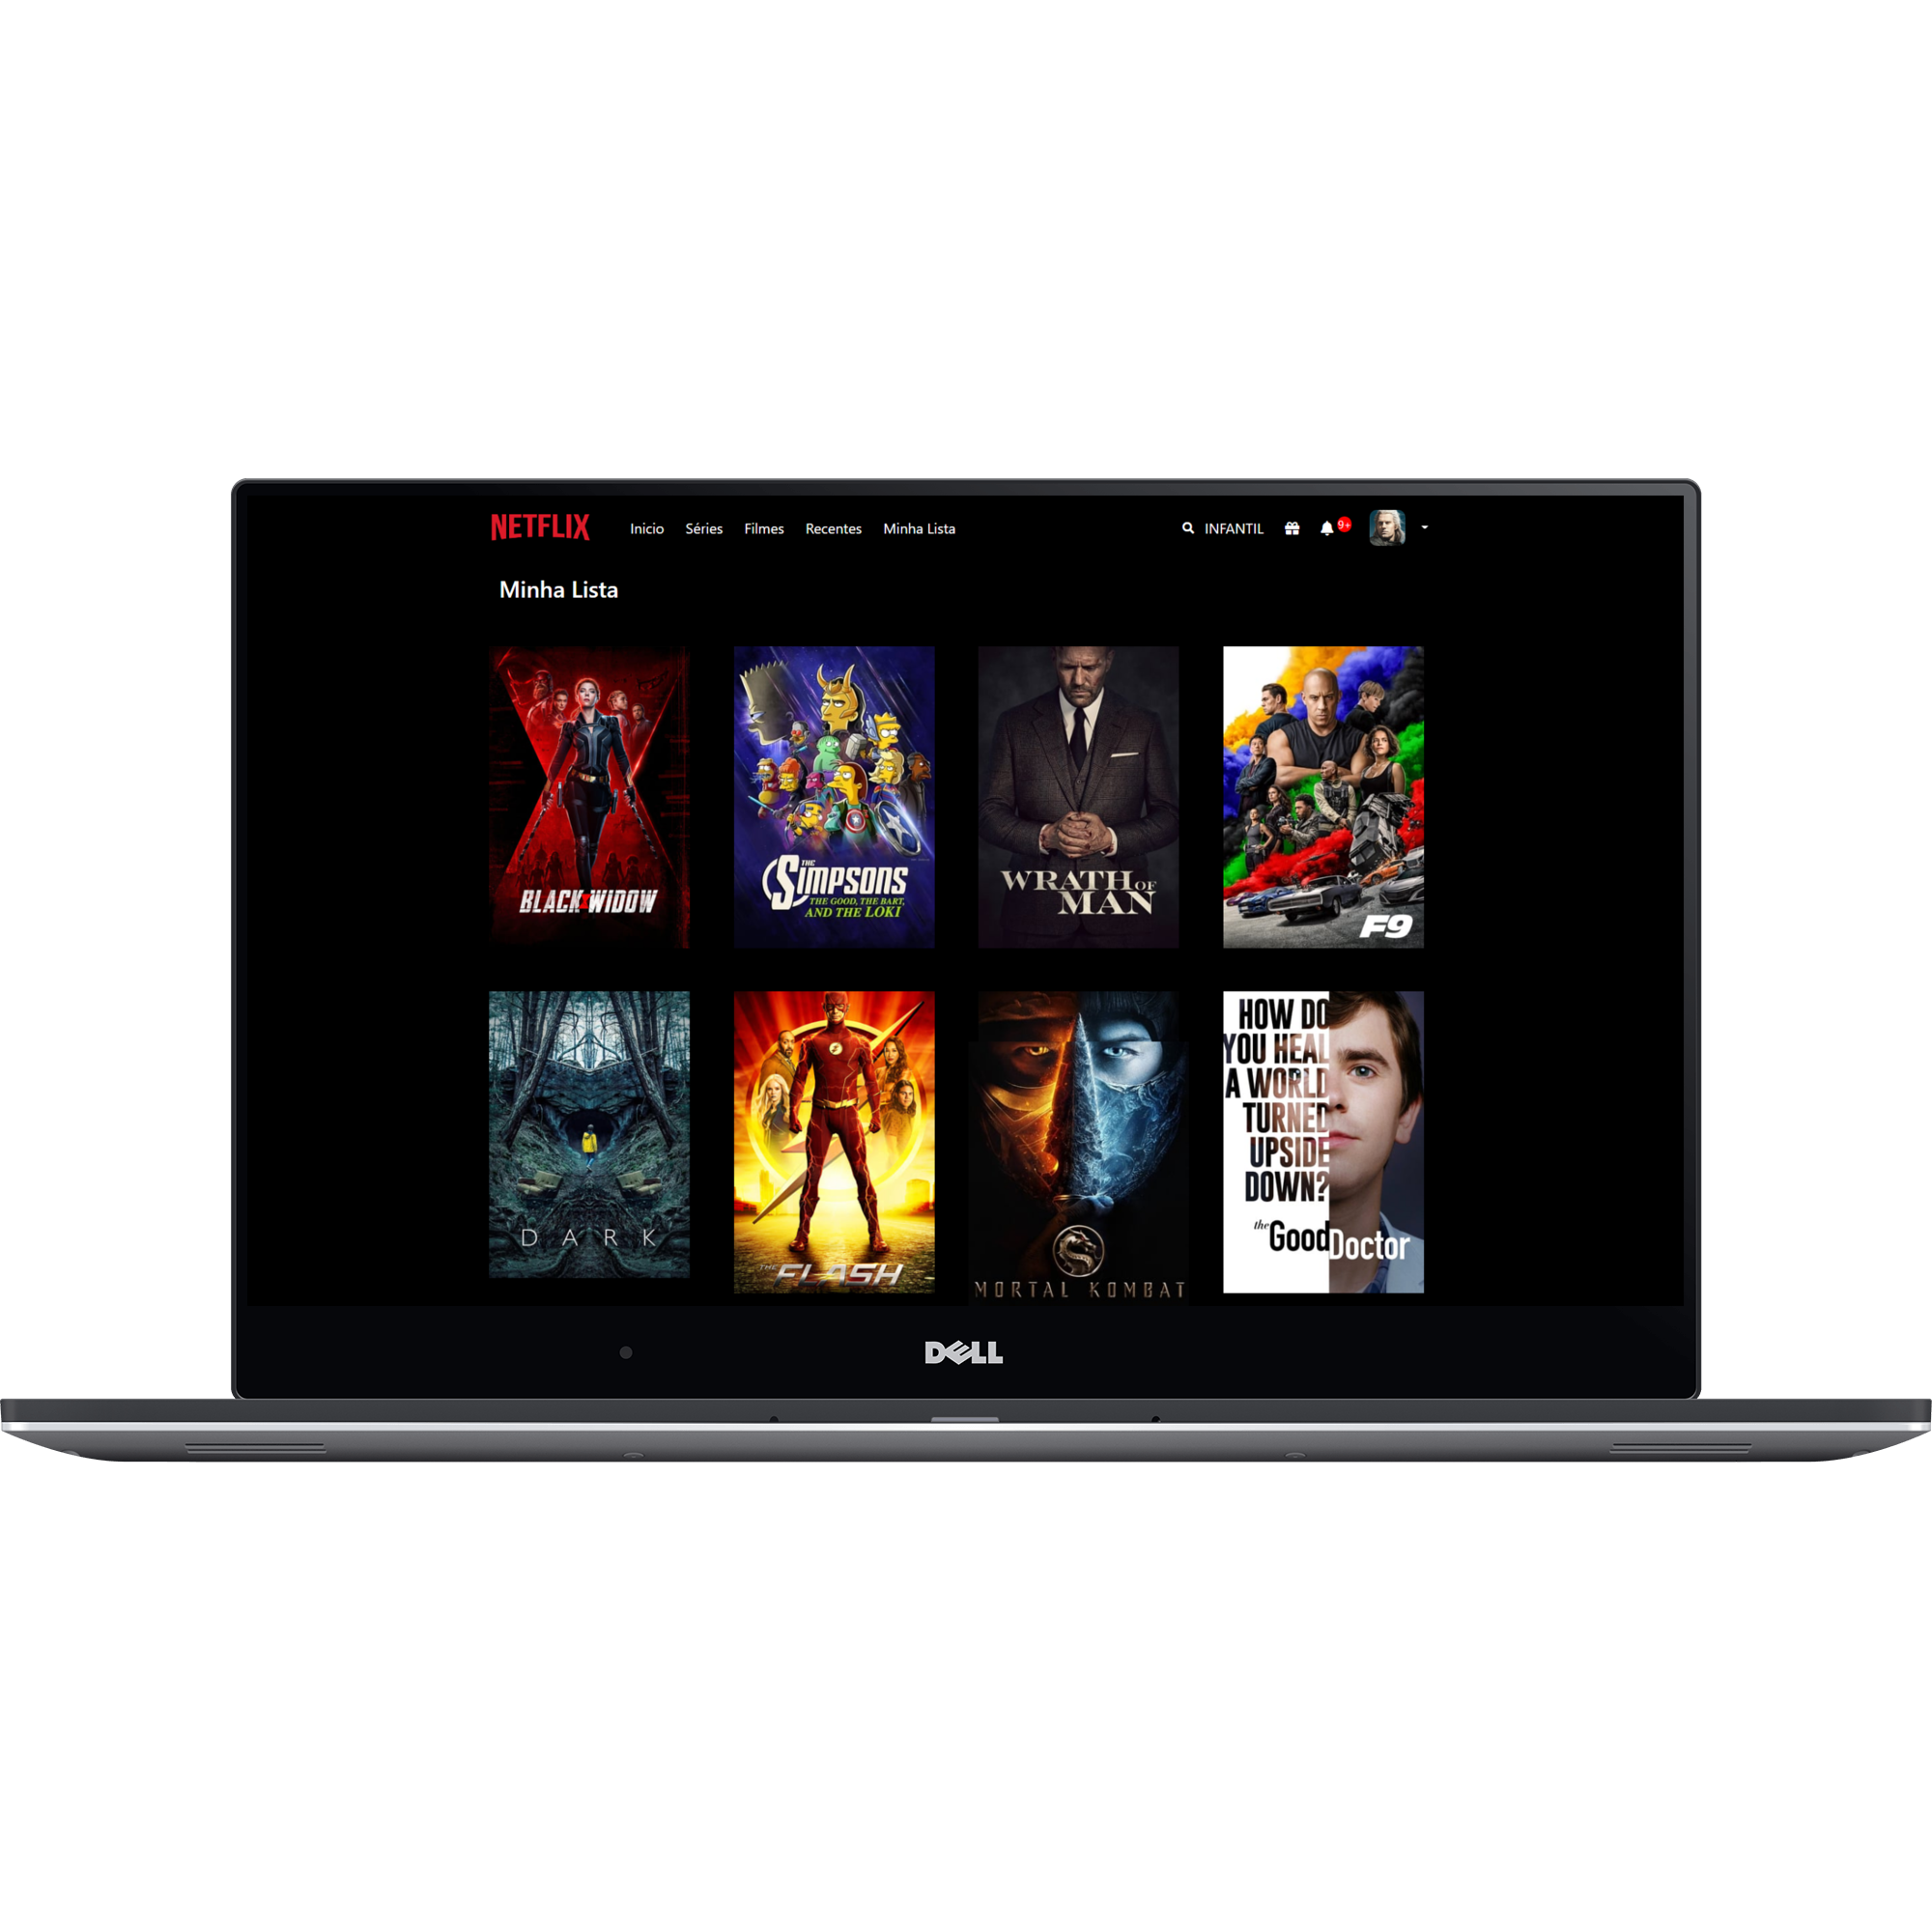 NETFLIX Inicio Séries Filmes Recentes Minha Lista INFANTIL 9+
Minha Lista
BLACK WIDOW
THE
SIMPSONS
THE GOOD, THE BART,
AND THE LOKI
WRATH OF
MAN
F9
DARK
THE
FLASH
MORTAL KOMBAT
HOW DO
YOU HEAL
A WORLD
TURNED
UPSIDE
DOWN?
the Good Doctor
DELL